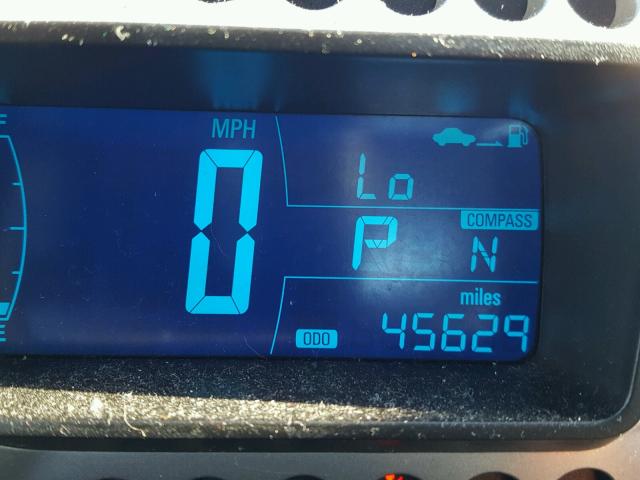 F
MPH
Lo
0
COMPASS
P
N
miles
E
ODO
45629